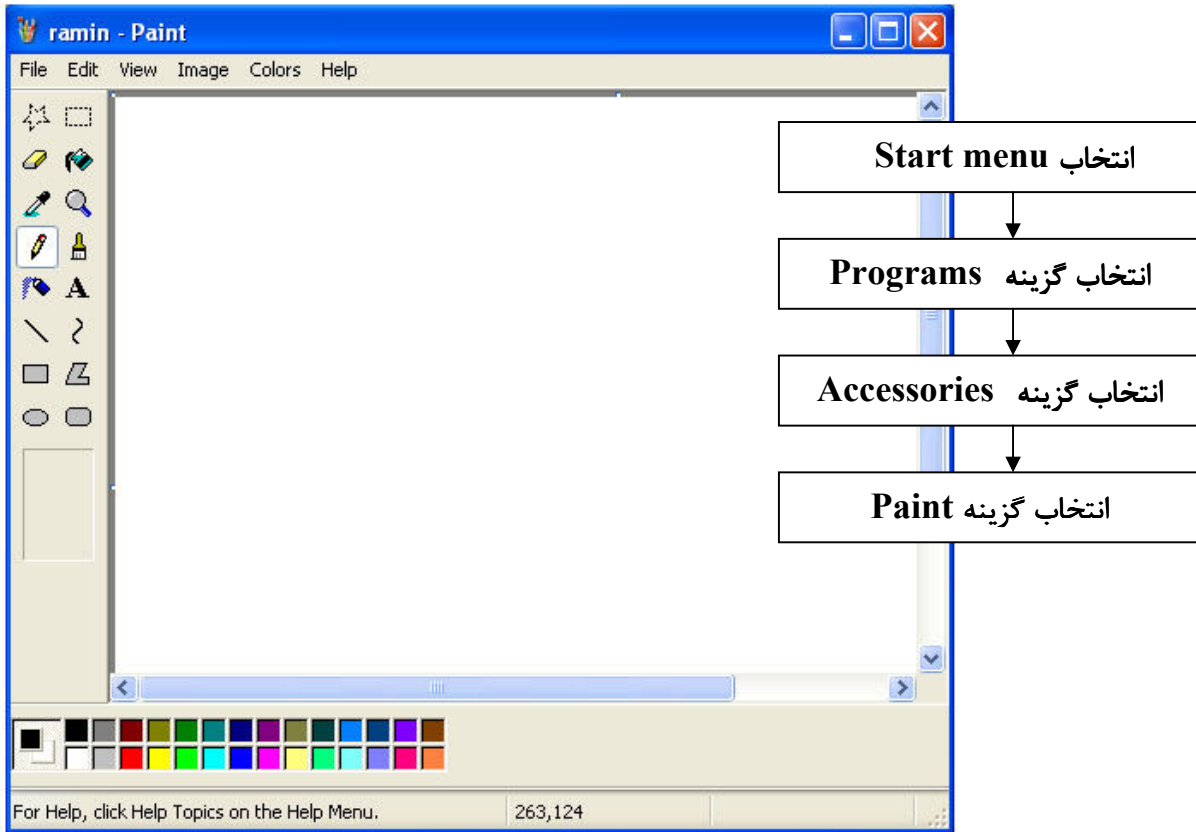 ramin - Paint
File Edit View Image Colors Help
انتخاب Start menu
انتخاب گزینه Programs
انتخاب گزینه Accessories
انتخاب گزینه Paint
A
For Help, click Help Topics on the Help Menu.
263,124